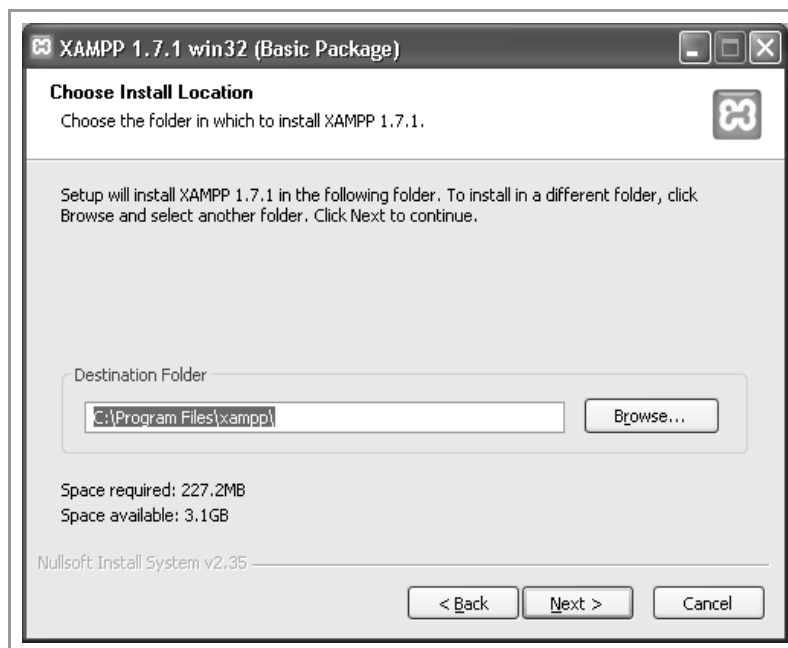 XAMPP 1.7.1 win32 (Basic Package)
Choose Install Location
Choose the folder in which to install XAMPP 1.7.1.
Setup will install XAMPP 1.7.1 in the following folder. To install in a different folder, click
Browse and select another folder. Click Next to continue.
Destination Folder
C:\Program Files\xampp\
Browse...
Space required: 227.2MB
Space available: 3.1GB
Nullsoft Install System v2.35
< Back
Next >
Cancel